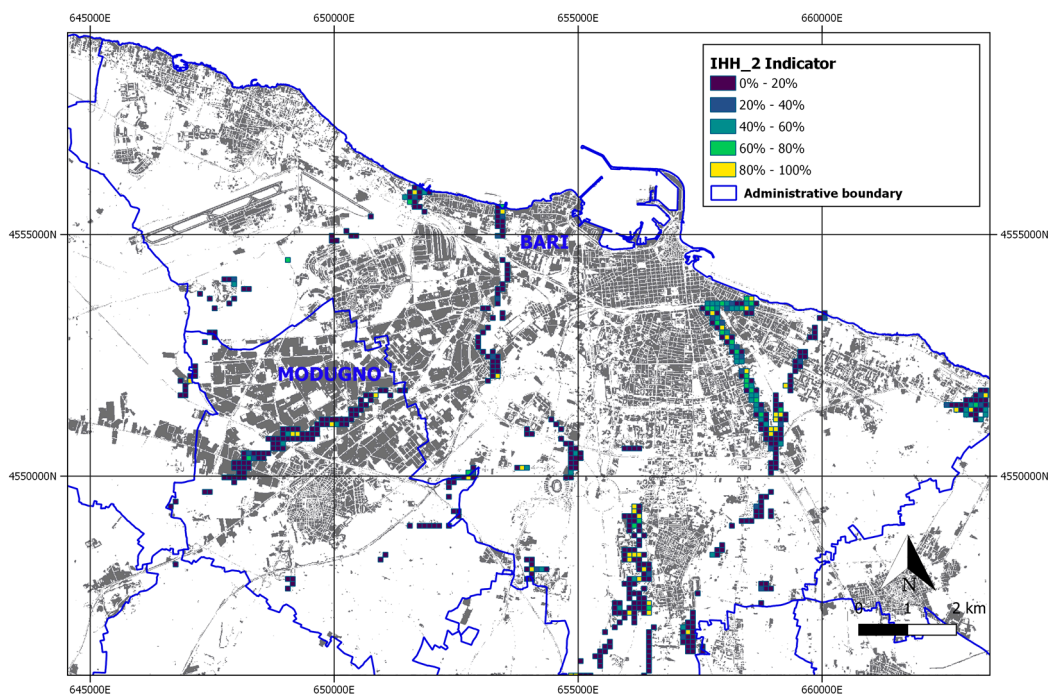 645000E 650000E 655000E 660000E
IHH_2 Indicator
0% - 20%
20% - 40%
40% - 60%
60% - 80%
80% - 100%
Administrative boundary
4555000N 4555000N
BARI
MODUGNO
4550000N 4550000N
N
0 1 2 km
645000E 650000E 655000E 660000E